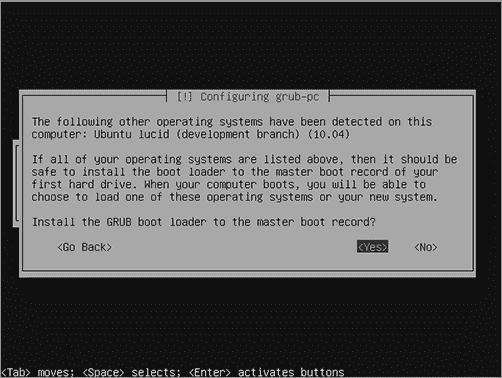 [!] Configuring grub-pc
The following other operating systems have been detected on this
computer: Ubuntu lucid (development branch) (10.04)
If all of your operating systems are listed above, then it should be
safe to install the boot loader to the master boot record of your
first hard drive. When your computer boots, you will be able to
choose to load one of these operating systems or your new system.
Install the GRUB boot loader to the master boot record?
<Go Back> <Yes> <No>
<Tab> moves; <Space> selects; <Enter> activates buttons